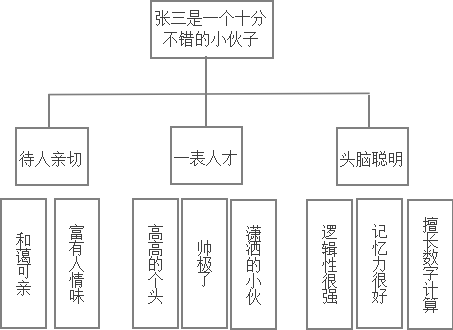 张三是一个十分
不错的小伙子
待人亲切
一表人才
头脑聪明
和蔼可亲
富有人情味
高高的个头
帅极了
潇洒的小伙
逻辑性很强
记忆力很好
擅长数字计算